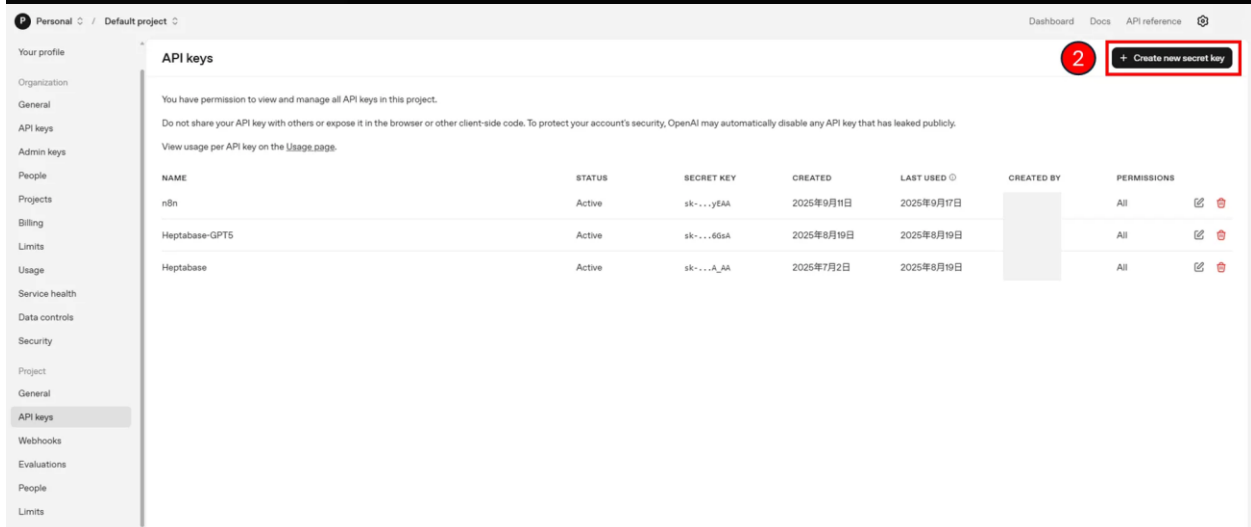 P Personal / Default project
Dashboard Docs API reference
Your profile
Organization
General
API keys
Admin keys
People
Projects
Billing
Limits
Usage
Service health
Data controls
Security
Project
General
API keys
Webhooks
Evaluations
People
Limits
API keys
2
+ Create new secret key
You have permission to view and manage all API keys in this project.
Do not share your API key with others or expose it in the browser or other client-side code. To protect your account's security, OpenAI may automatically disable any API key that has leaked publicly.
View usage per API key on the Usage page.
NAME STATUS SECRET KEY CREATED LAST USED CREATED BY PERMISSIONS
n8n Active sk-...yEAA 2025年9月11日 2025年9月17日 All
Heptabase-GPT5 Active sk-...6GsA 2025年8月19日 2025年8月19日 All
Heptabase Active sk-...A_AA 2025年7月2日 2025年8月19日 All